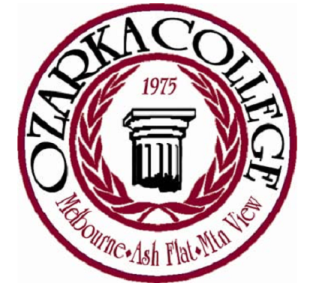 OZARKA COLLEGE
1975
Melbourne•Ash Flat•Mtn View